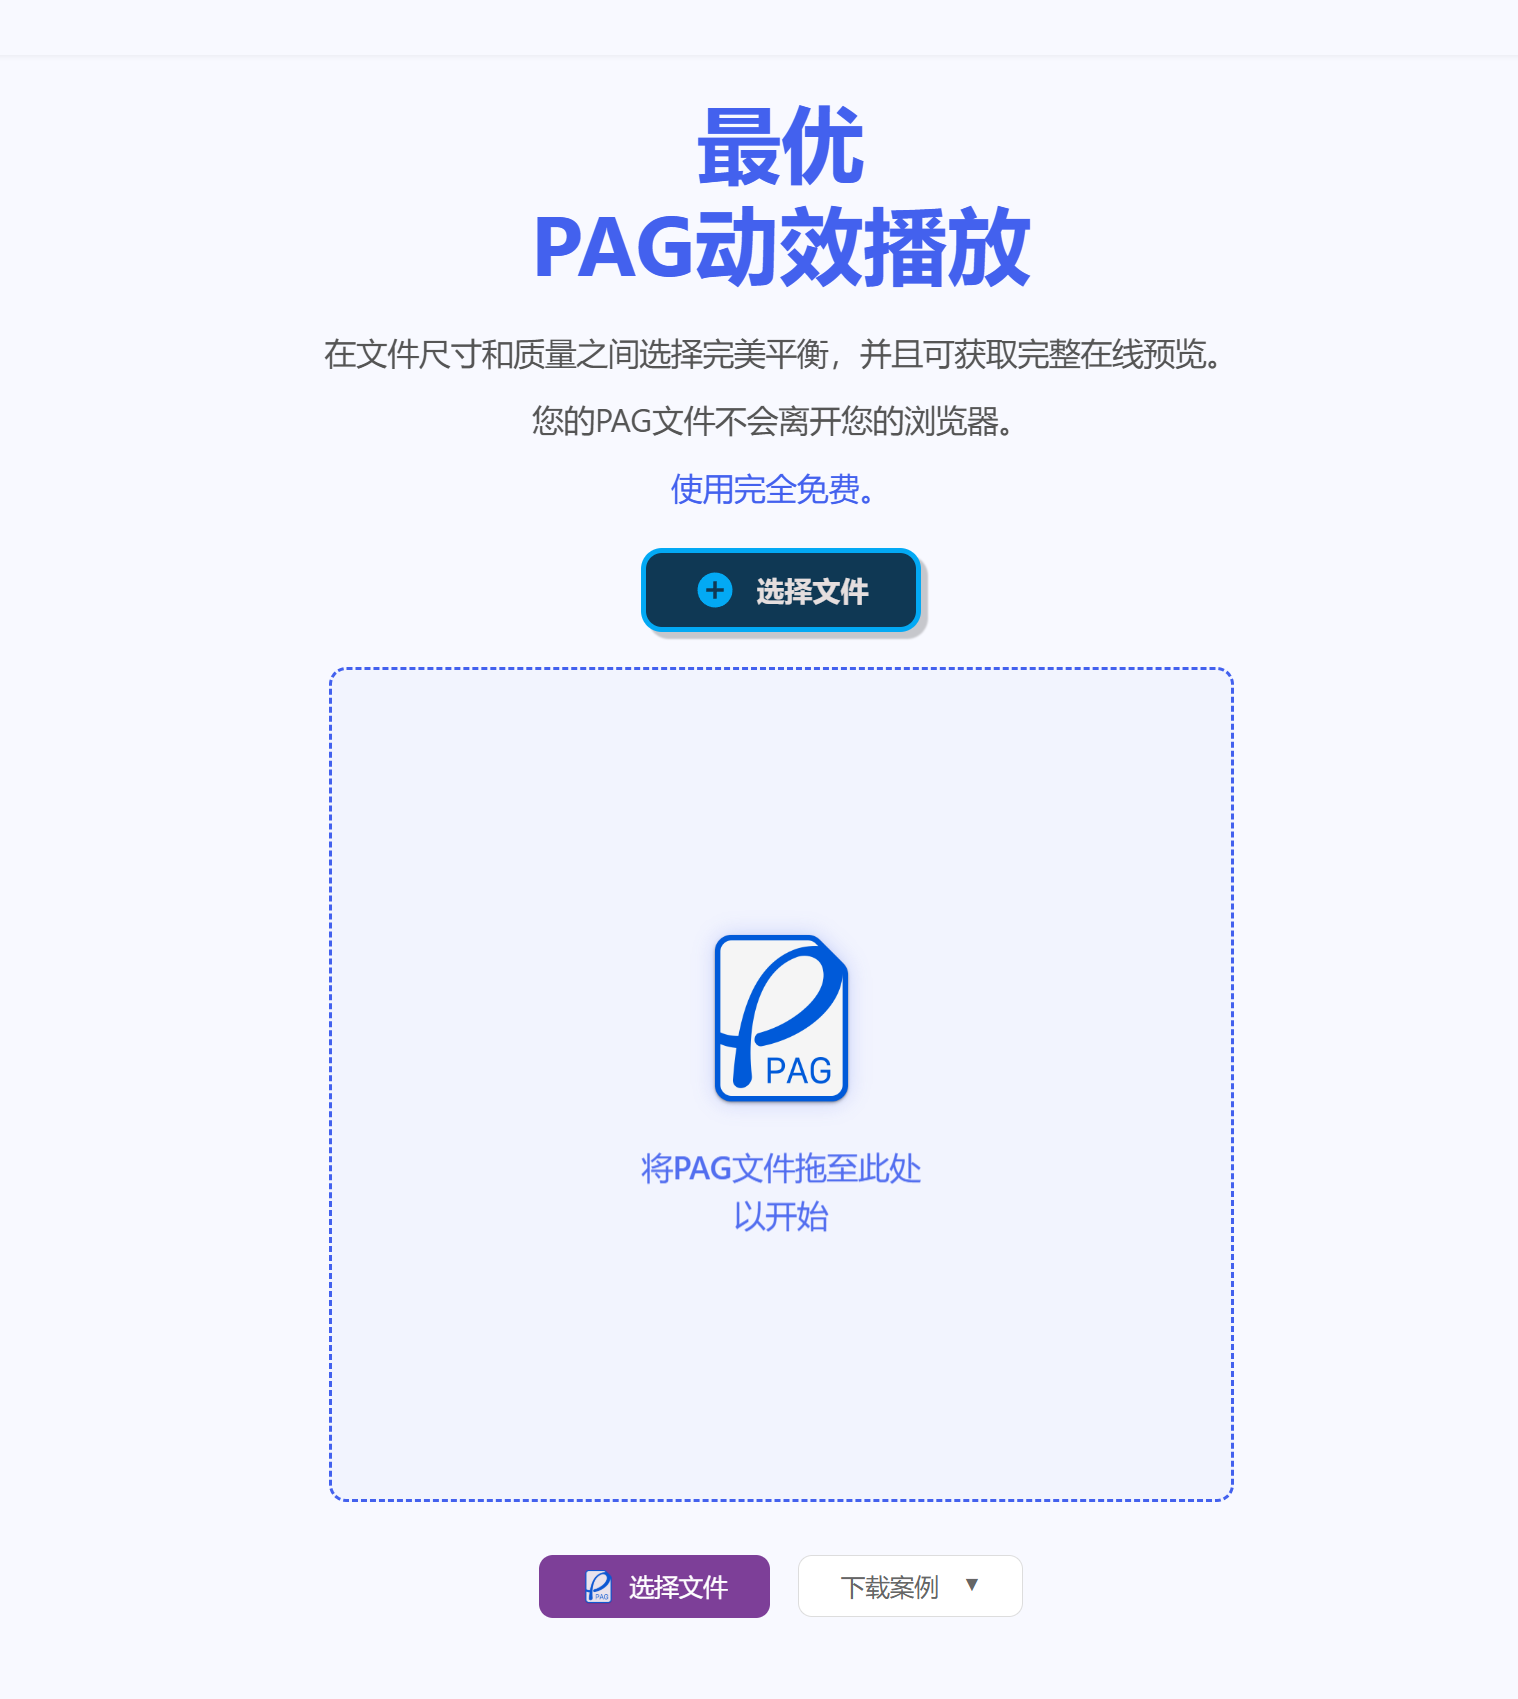 最优
PAG动效播放
在文件尺寸和质量之间选择完美平衡，并且可获取完整在线预览。
您的PAG文件不会离开您的浏览器。
使用完全免费。
选择文件
PAG
将PAG文件拖至此处
以开始
PAG
选择文件
下载案例 ▼